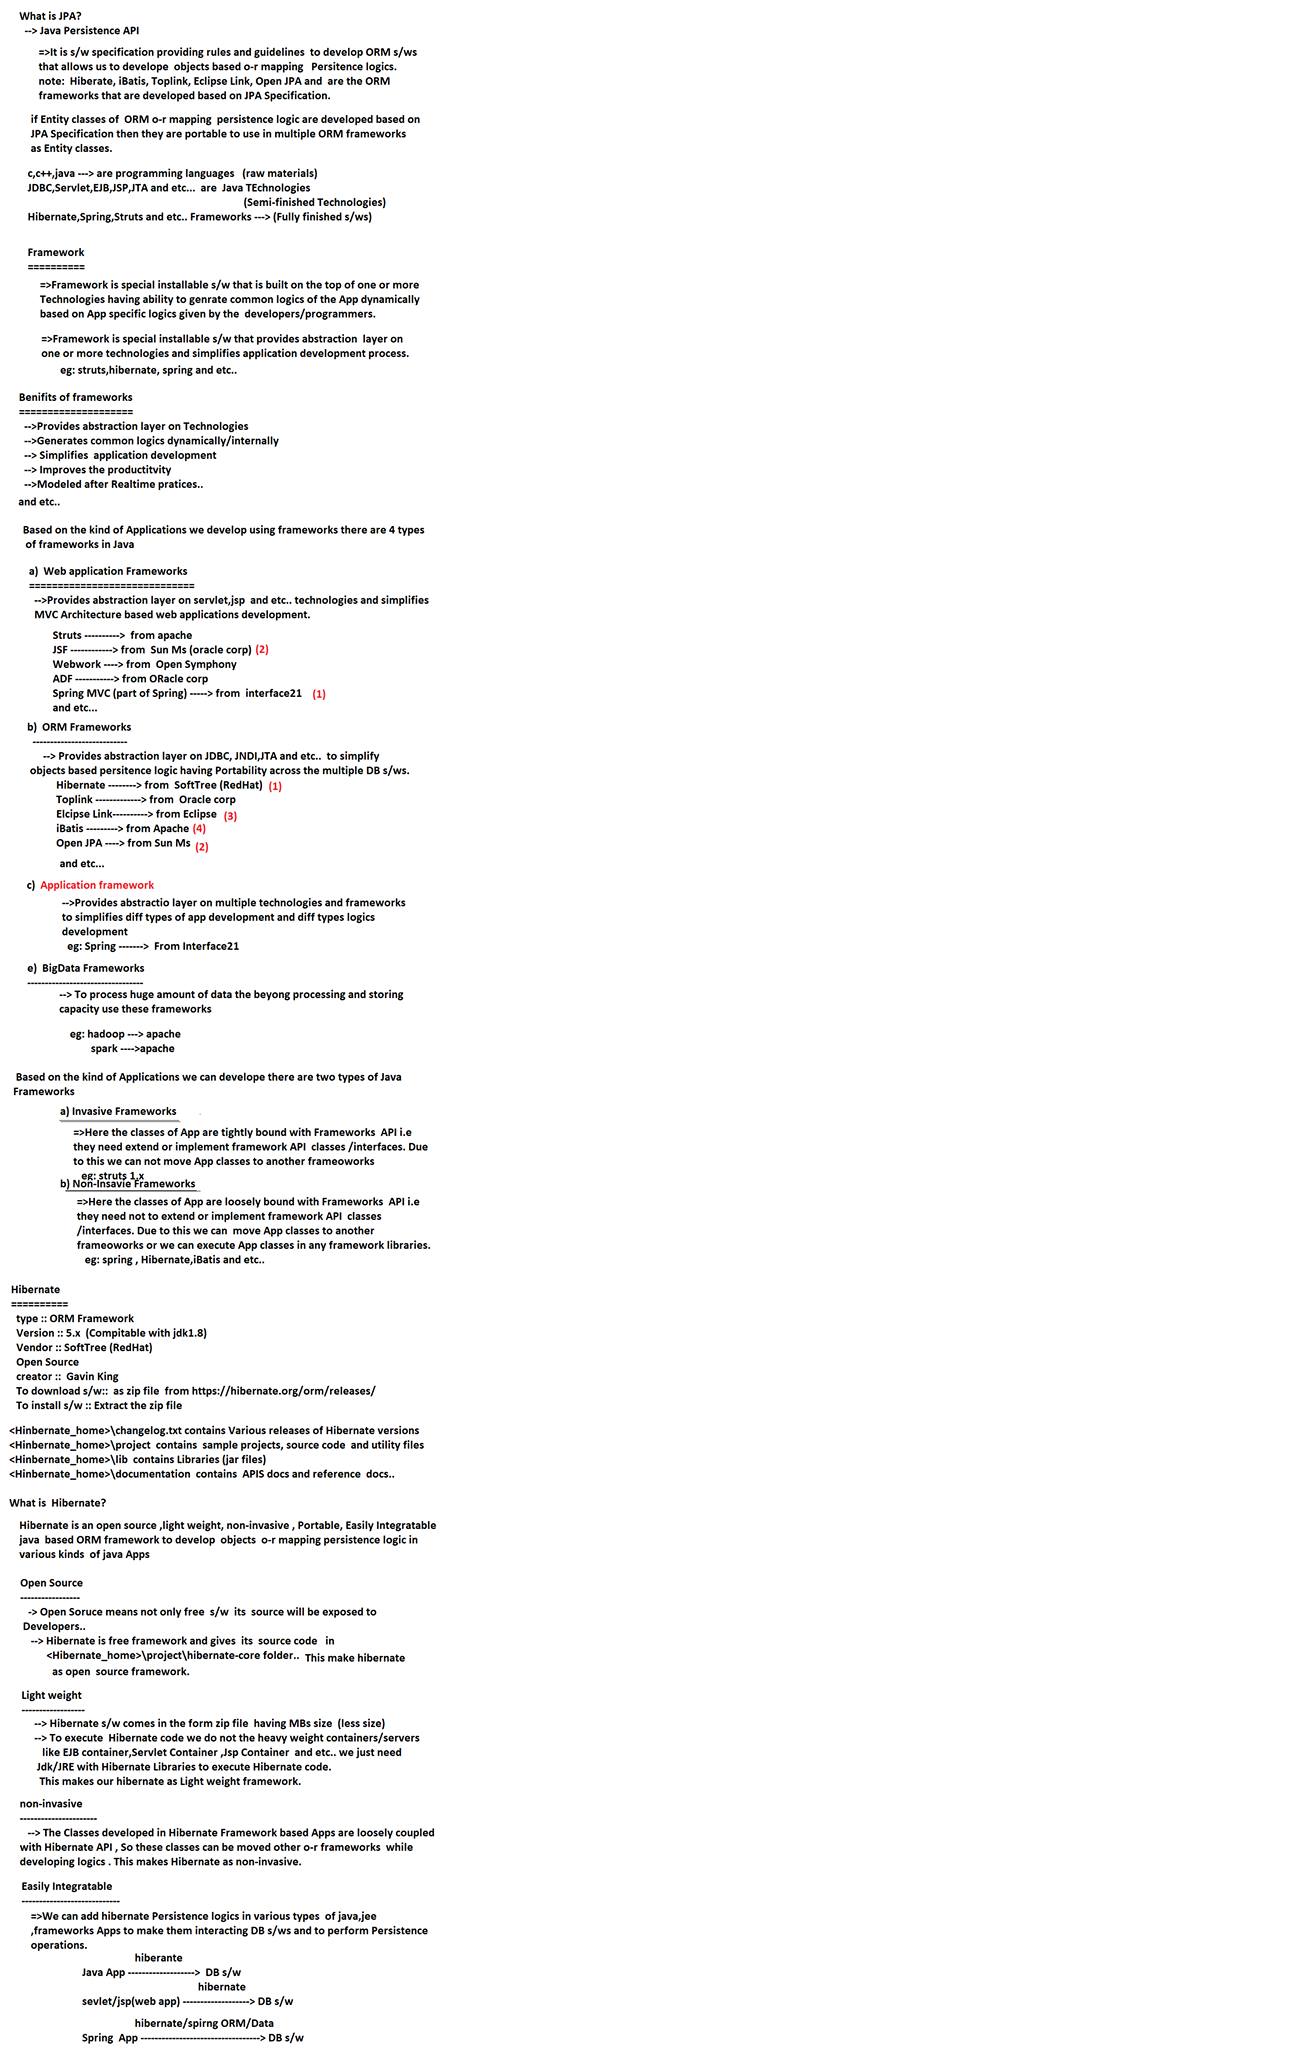 What is JPA?
--> Java Persistence API
=>It is s/w specification providing rules and guidelines to develop ORM s/ws
that allows us to develope objects based o-r mapping Persitence logics.
note: Hiberate, iBatis, Toplink, Eclipse Link, Open JPA and are the ORM
frameworks that are developed based on JPA Specification.
if Entity classes of ORM o-r mapping persistence logic are developed based on
JPA Specification then they are portable to use in multiple ORM frameworks
as Entity classes.
c,c++,java ---> are programming languages (raw materials)
JDBC,Servlet,EJB,JSP,JTA and etc... are Java TEchnologies
(Semi-finished Technologies)
Hibernate,Spring,Struts and etc.. Frameworks ---> (Fully finished s/ws)
Framework
==========
=>Framework is special installable s/w that is built on the top of one or more
Technologies having ability to genrate common logics of the App dynamically
based on App specific logics given by the developers/programmers.
=>Framework is special installable s/w that provides abstraction layer on
one or more technologies and simplifies application development process.
eg: struts,hibernate, spring and etc..
Benifits of frameworks
====================
-->Provides abstraction layer on Technologies
-->Generates common logics dynamically/internally
--> Simplifies application development
--> Improves the productitvity
-->Modeled after Realtime pratices..
and etc..
Based on the kind of Applications we develop using frameworks there are 4 types
of frameworks in Java
a) Web application Frameworks
=============================
-->Provides abstraction layer on servlet,jsp and etc.. technologies and simplifies
MVC Architecture based web applications development.
Struts ----------> from apache
JSF ------------> from Sun Ms (oracle corp) (2)
Webwork ----> from Open Symphony
ADF -----------> from ORacle corp
Spring MVC (part of Spring) -----> from interface21 (1)
and etc...
b) ORM Frameworks
---------------------------
--> Provides abstraction layer on JDBC, JNDI,JTA and etc.. to simplify
objects based persitence logic having Portability across the multiple DB s/ws.
Hibernate --------> from SoftTree (RedHat) (1)
Toplink -------------> from Oracle corp
Elcipse Link----------> from Eclipse (3)
iBatis ---------> from Apache (4)
Open JPA ----> from Sun Ms (2)
and etc...
c) Application framework
-->Provides abstractio layer on multiple technologies and frameworks
to simplifies diff types of app development and diff types logics
development
eg: Spring -------> From Interface21
e) BigData Frameworks
---------------------------------
--> To process huge amount of data the beyong processing and storing
capacity use these frameworks
eg: hadoop ---> apache
spark ---->apache
Based on the kind of Applications we can develope there are two types of Java
Frameworks
a) Invasive Frameworks
=>Here the classes of App are tightly bound with Frameworks API i.e
they need extend or implement framework API classes /interfaces. Due
to this we can not move App classes to another frameoworks
eg: struts 1.x
b) Non-Insavie Frameworks
=>Here the classes of App are loosely bound with Frameworks API i.e
they need not to extend or implement framework API classes
/interfaces. Due to this we can move App classes to another
frameoworks or we can execute App classes in any framework libraries.
eg: spring , Hibernate,iBatis and etc..
Hibernate
==========
type :: ORM Framework
Version :: 5.x (Compitable with jdk1.8)
Vendor :: SoftTree (RedHat)
Open Source
creator :: Gavin King
To download s/w:: as zip file from https://hibernate.org/orm/releases/
To install s/w :: Extract the zip file
<Hinbernate_home>\changelog.txt contains Various releases of Hibernate versions
<Hinbernate_home>\project contains sample projects, source code and utility files
<Hinbernate_home>\lib contains Libraries (jar files)
<Hinbernate_home>\documentation contains APIS docs and reference docs..
What is Hibernate?
Hibernate is an open source ,light weight, non-invasive , Portable, Easily Integratable
java based ORM framework to develop objects o-r mapping persistence logic in
various kinds of java Apps
Open Source
-----------------
-> Open Soruce means not only free s/w its source will be exposed to
Developers..
--> Hibernate is free framework and gives its source code in
<Hibernate_home>\project\hibernate-core folder.. This make hibernate
as open source framework.
Light weight
------------------
--> Hibernate s/w comes in the form zip file having MBs size (less size)
--> To execute Hibernate code we do not the heavy weight containers/servers
like EJB container,Servlet Container ,Jsp Container and etc.. we just need
Jdk/JRE with Hibernate Libraries to execute Hibernate code.
This makes our hibernate as Light weight framework.
non-invasive
----------------------
--> The Classes developed in Hibernate Framework based Apps are loosely coupled
with Hibernate API , So these classes can be moved other o-r frameworks while
developing logics . This makes Hibernate as non-invasive.
Easily Integratable
----------------------------
=>We can add hibernate Persistence logics in various types of java,jee
,frameworks Apps to make them interacting DB s/ws and to perform Persistence
operations.
hiberante
Java App -------------------> DB s/w
hibernate
sevlet/jsp(web app) -------------------> DB s/w
hibernate/spirng ORM/Data
Spring App ----------------------------------> DB s/w